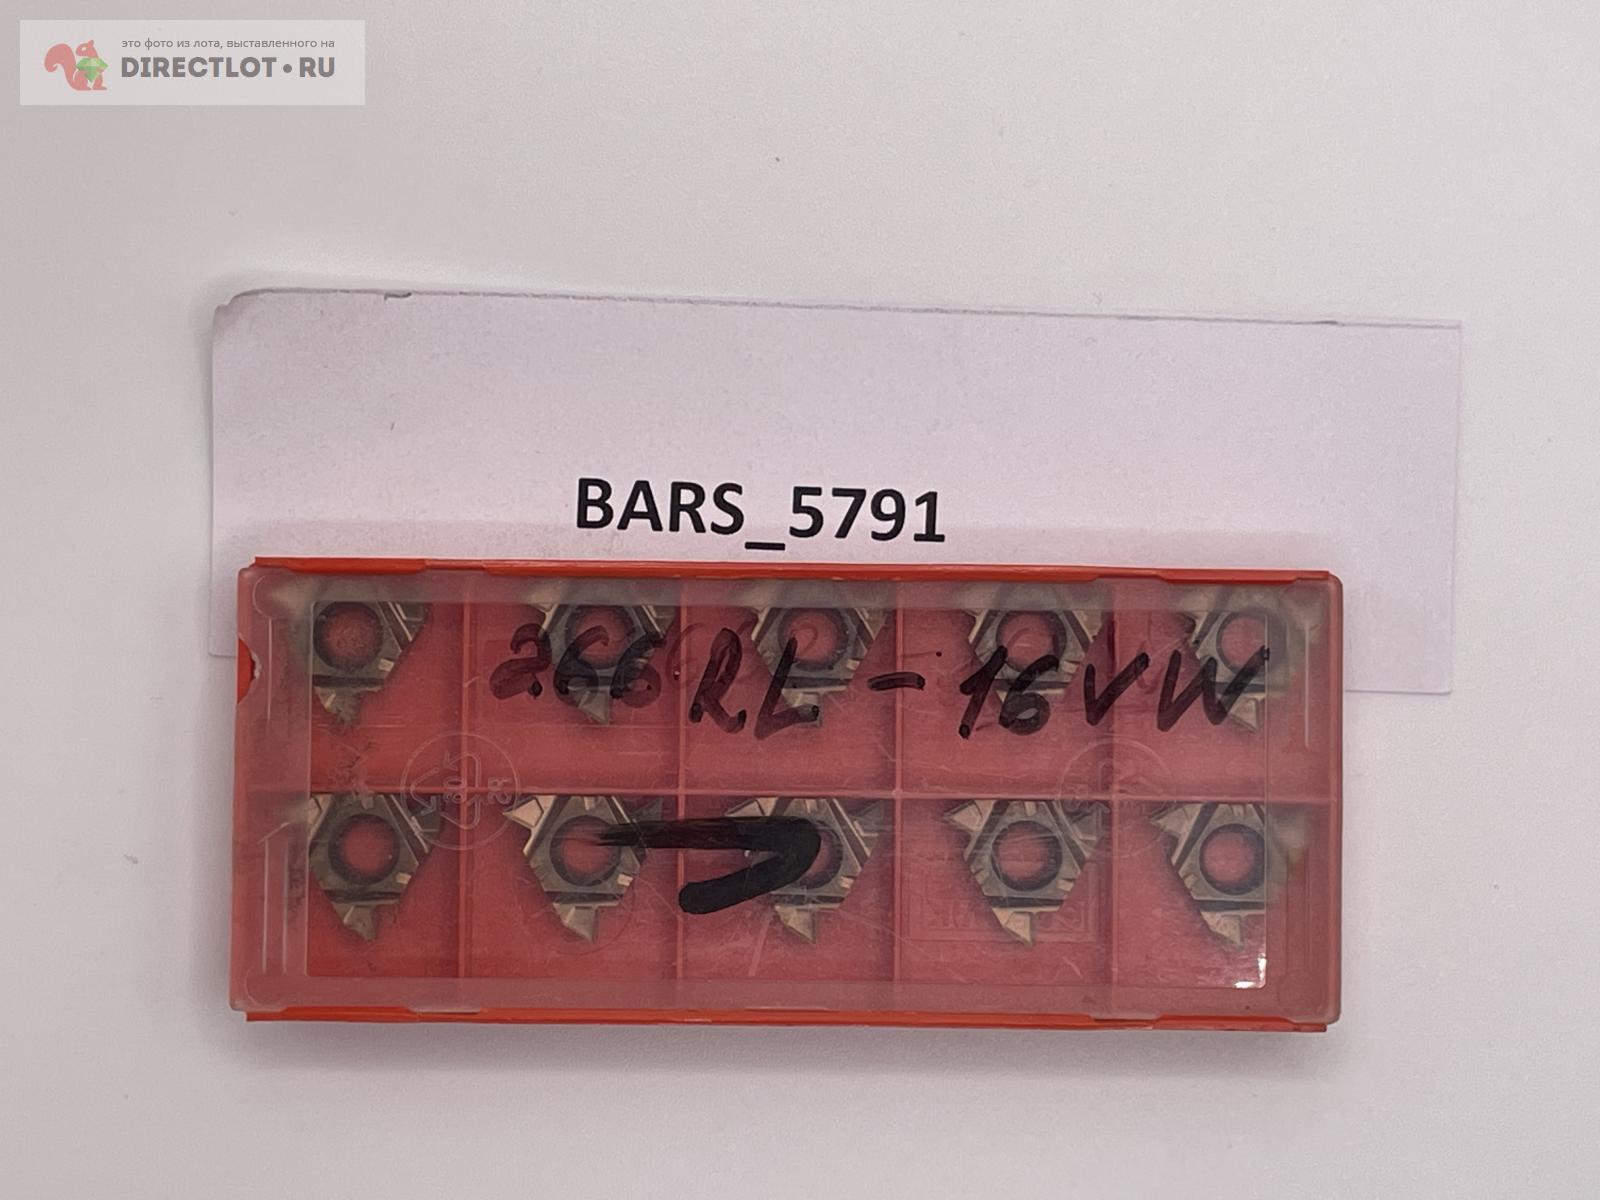 это фото из лота, выставленного на
DIRECTLOT.RU
BARS_5791
266RL-16VW